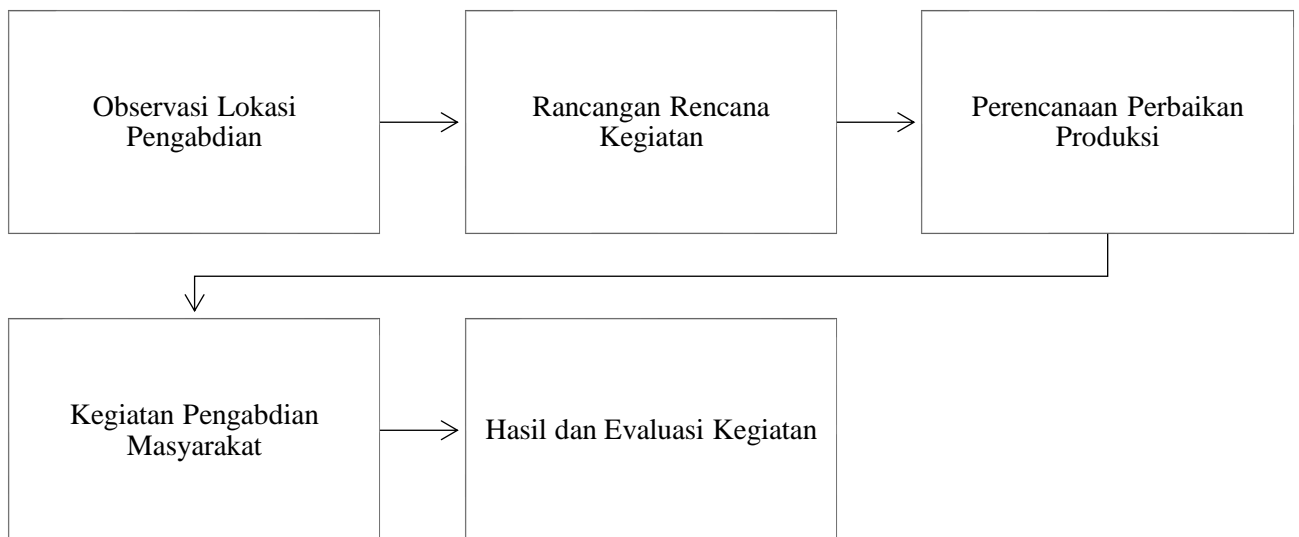 Observasi Lokasi
Pengabdian
Rancangan Rencana
Kegiatan
Perencanaan Perbaikan
Produksi
Kegiatan Pengabdian
Masyarakat
Hasil dan Evaluasi Kegiatan